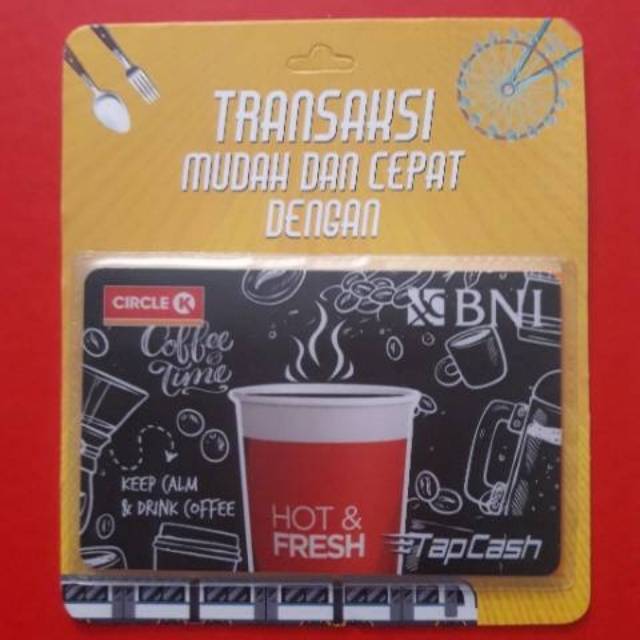 TRANSAKSI
MUDAH DAN CEPAT
DENGAN
CIRCLE K
BNI
Coffee
Time
KEEP CALM
& DRINK COFFEE
HOT &
FRESH
TapCash